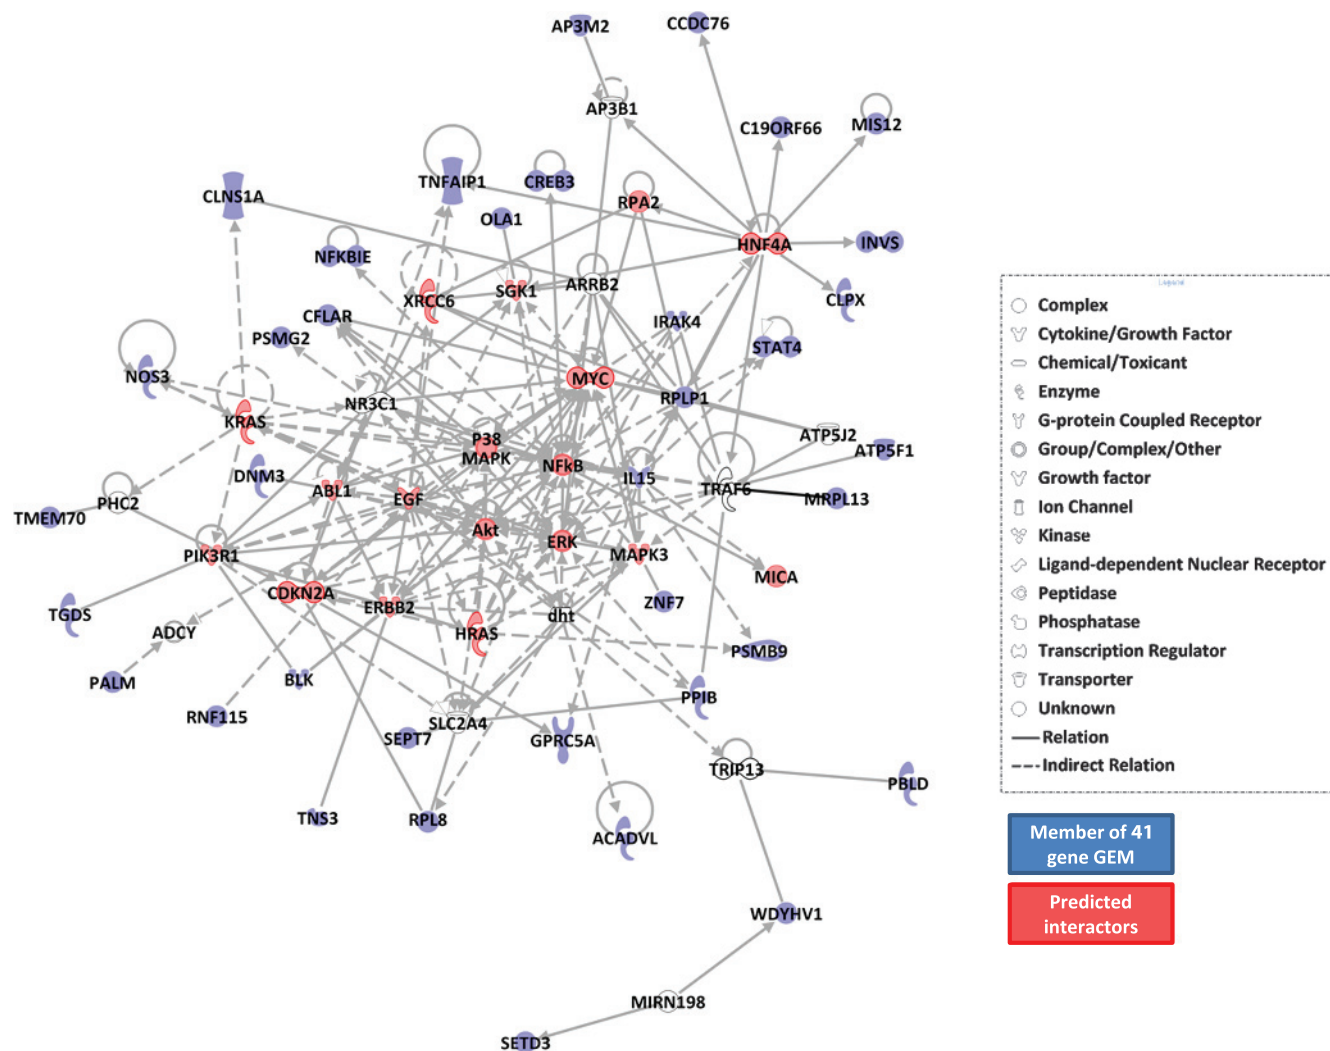 AP3M2
CCDC76
AP3B1
C19ORF66
MIS12
TNFAIP1
CREB3
CLNS1A
RPA2
OLA1
HNF4A
INVS
NFKBIE
XRCC6
SGK1
ARRB2
CLPX
CFLAR
IRAK4
PSMG2
STAT4
NOS3
MYC
NR3C1
RPLP1
KRAS
P38
MAPK
ATP5J2
ATP5F1
NFkB
DNM3
IL15
ABL1
EGF
TRAF6
MRPL13
PHC2
TMEM70
Akt
ERK
PIK3R1
MAPK3
MICA
CDKN2A
ERBB2
ZNF7
TGDS
dht
ADCY
HRAS
PSMB9
PALM
BLK
PPIB
RNF115
SLC2A4
SEPT7
GPRC5A
TRIP13
PBLD
TNS3
RPL8
ACADVL
WDYHV1
MIRN198
SETD3
Legend
Complex
Cytokine/Growth Factor
Chemical/Toxicant
Enzyme
G-protein Coupled Receptor
Group/Complex/Other
Growth factor
Ion Channel
Kinase
Ligand-dependent Nuclear Receptor
Peptidase
Phosphatase
Transcription Regulator
Transporter
Unknown
Relation
Indirect Relation
Member of 41
gene GEM
Predicted
interactors